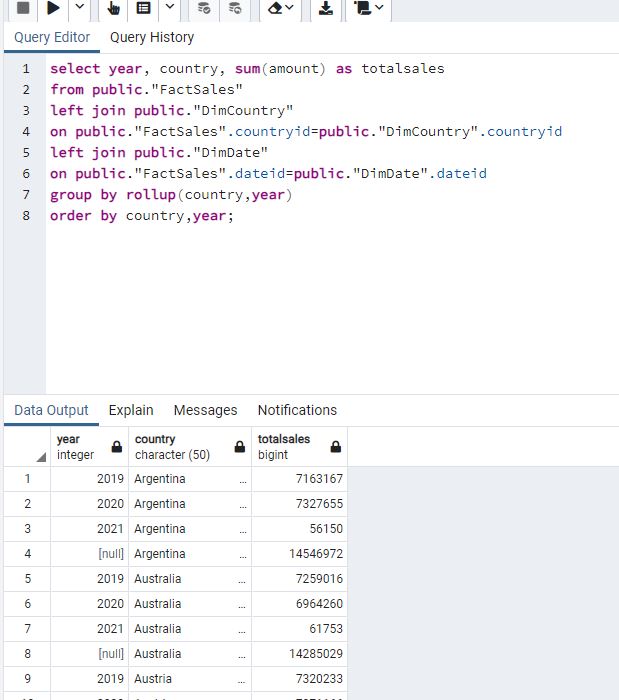 Query Editor Query History
1 select year, country, sum(amount) as totalsales
2 from public."FactSales"
3 left join public."DimCountry"
4 on public."FactSales".countryid=public."DimCountry".countryid
5 left join public."DimDate"
6 on public."FactSales".dateid=public."DimDate".dateid
7 group by rollup(country,year)
8 order by country,year;
Data Output Explain Messages Notifications
year country totalsales
integer character (50) bigint
1 2019 Argentina ... 7163167
2 2020 Argentina ... 7327655
3 2021 Argentina ... 56150
4 [null] Argentina ... 14546972
5 2019 Australia ... 7259016
6 2020 Australia ... 6964260
7 2021 Australia ... 61753
8 [null] Australia ... 14285029
9 2019 Austria ... 7320233